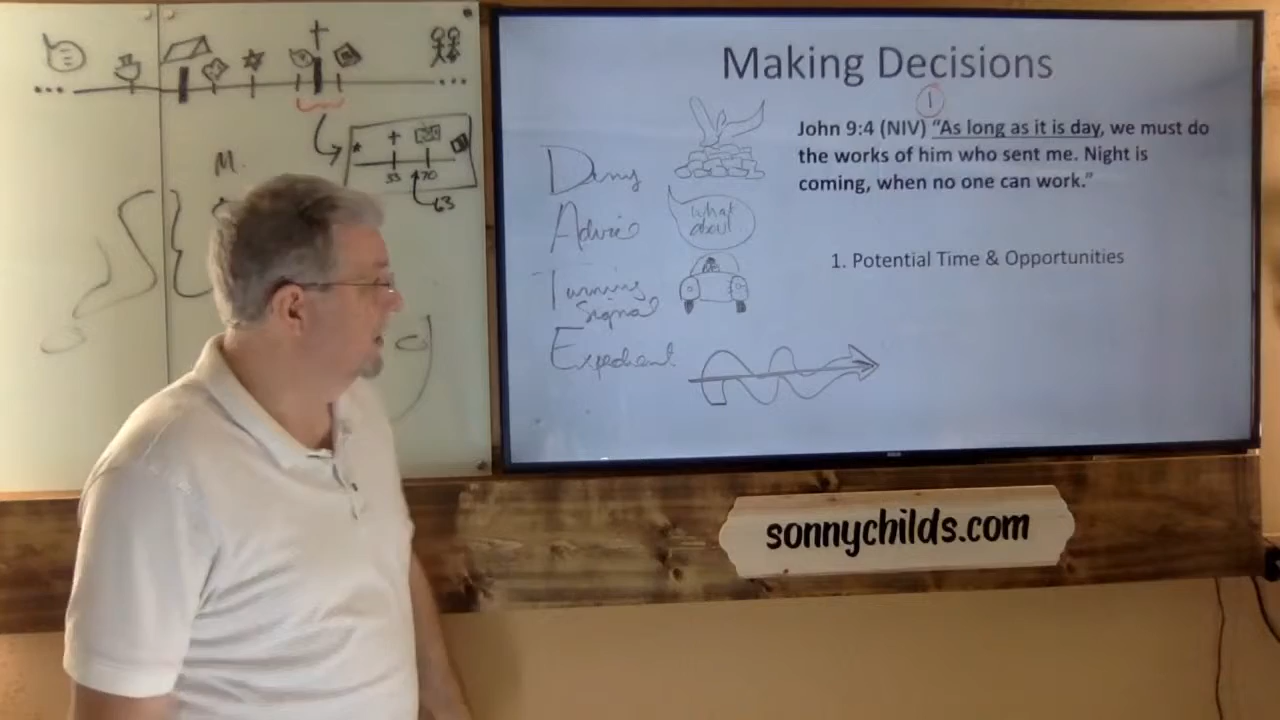 Making Decisions
1
John 9:4 (NIV) “As long as it is day, we must do
the works of him who sent me. Night is
coming, when no one can work.”
1. Potential Time & Opportunities
Deny
Advice
Turning
Signal
Expedient
what
about
M.
33
70
63
sonnychilds.com